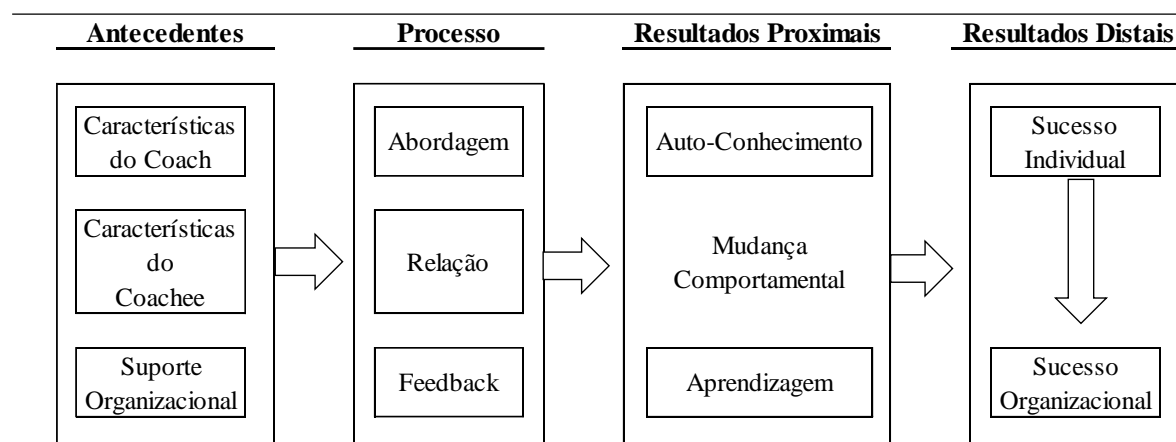 Antecedentes
Processo
Resultados Proximais
Resultados Distais
Características
do Coach
Características
do
Coachee
Suporte
Organizacional
Abordagem
Relação
Feedback
Auto-Conhecimento
Mudança
Comportamental
Aprendizagem
Sucesso
Individual
Sucesso
Organizacional